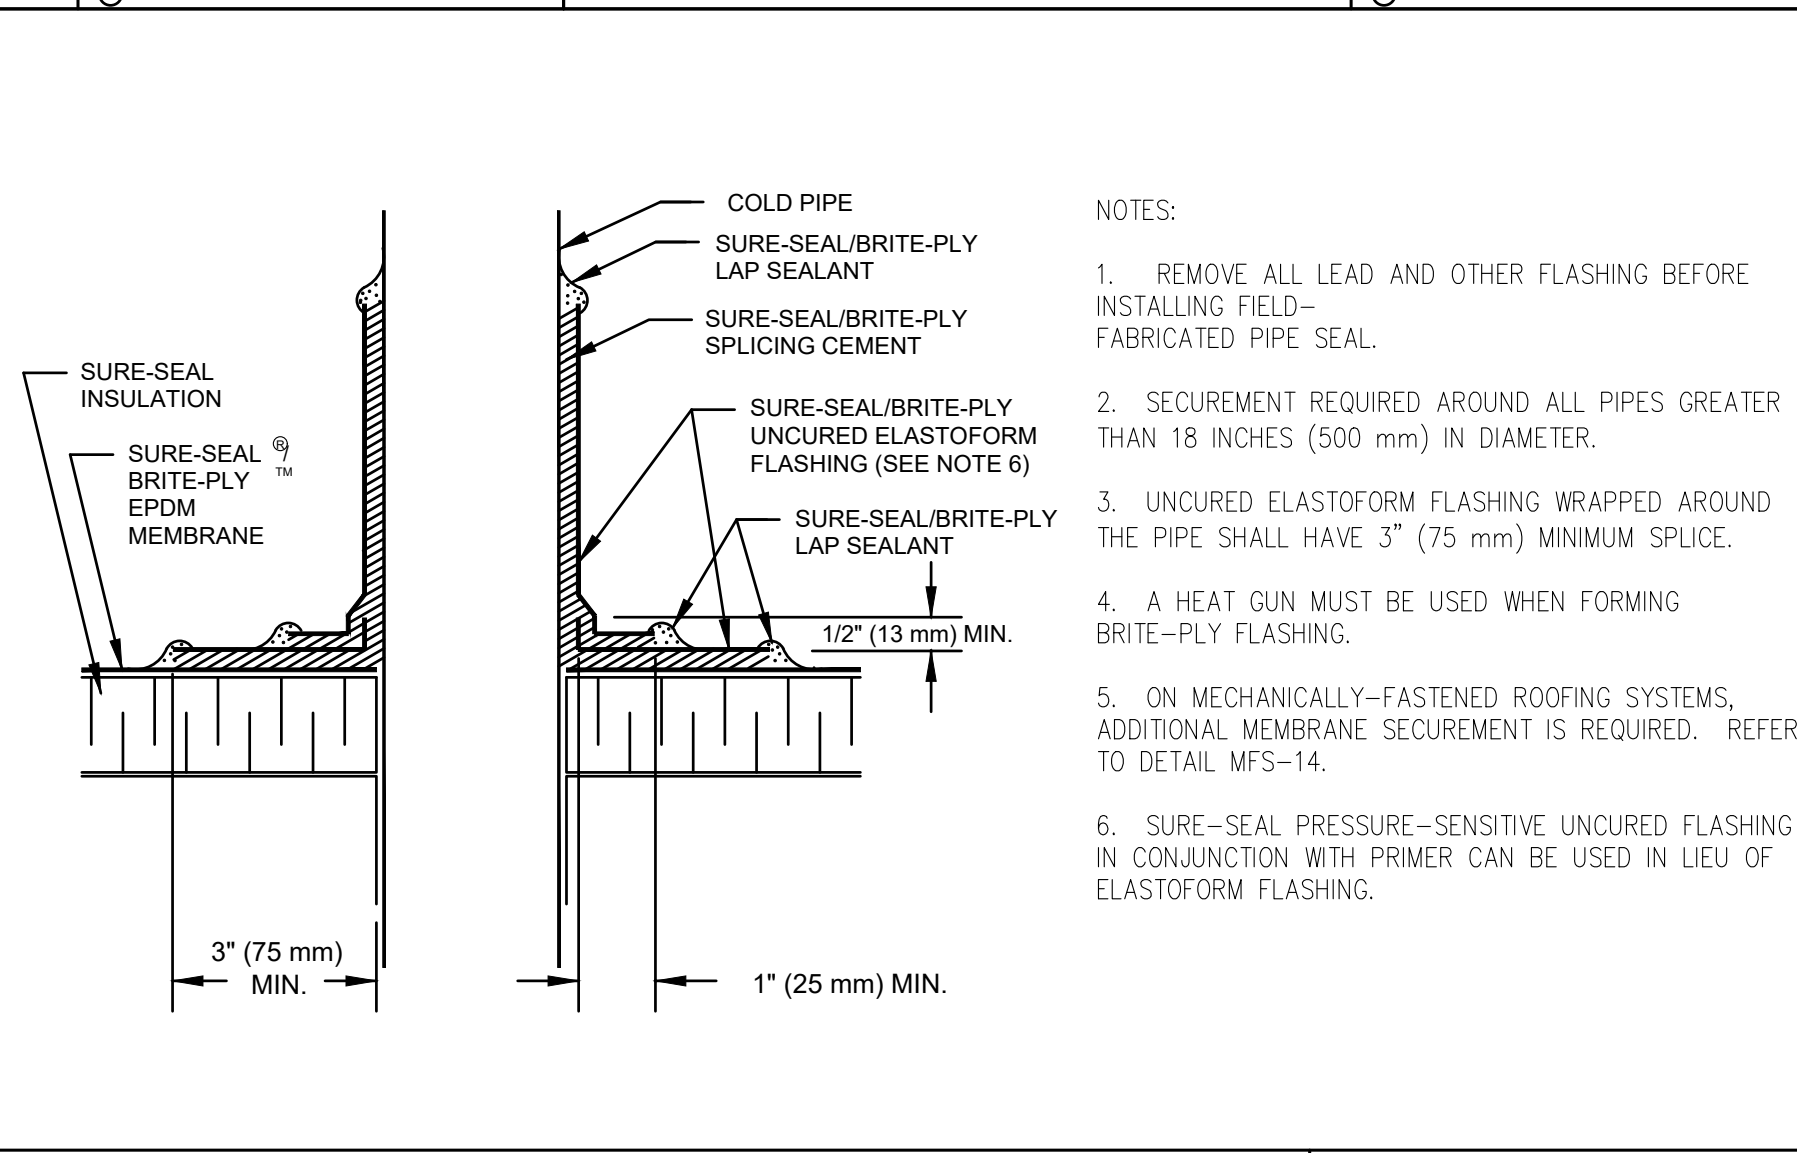 COLD PIPE
SURE-SEAL/BRITE-PLY
LAP SEALANT
SURE-SEAL/BRITE-PLY
SPLICING CEMENT
SURE-SEAL
INSULATION
SURE-SEAL ®/
BRITE-PLY ™
EPDM
MEMBRANE
SURE-SEAL/BRITE-PLY
UNCURED ELASTOFORM
FLASHING (SEE NOTE 6)
SURE-SEAL/BRITE-PLY
LAP SEALANT
1/2" (13 mm) MIN.
3" (75 mm)
MIN.
1" (25 mm) MIN.
NOTES:
1. REMOVE ALL LEAD AND OTHER FLASHING BEFORE
INSTALLING FIELD-
FABRICATED PIPE SEAL.
2. SECUREMENT REQUIRED AROUND ALL PIPES GREATER
THAN 18 INCHES (500 mm) IN DIAMETER.
3. UNCURED ELASTOFORM FLASHING WRAPPED AROUND
THE PIPE SHALL HAVE 3" (75 mm) MINIMUM SPLICE.
4. A HEAT GUN MUST BE USED WHEN FORMING
BRITE-PLY FLASHING.
5. ON MECHANICALLY-FASTENED ROOFING SYSTEMS,
ADDITIONAL MEMBRANE SECUREMENT IS REQUIRED. REFER
TO DETAIL MFS-14.
6. SURE-SEAL PRESSURE-SENSITIVE UNCURED FLASHING
IN CONJUNCTION WITH PRIMER CAN BE USED IN LIEU OF
ELASTOFORM FLASHING.